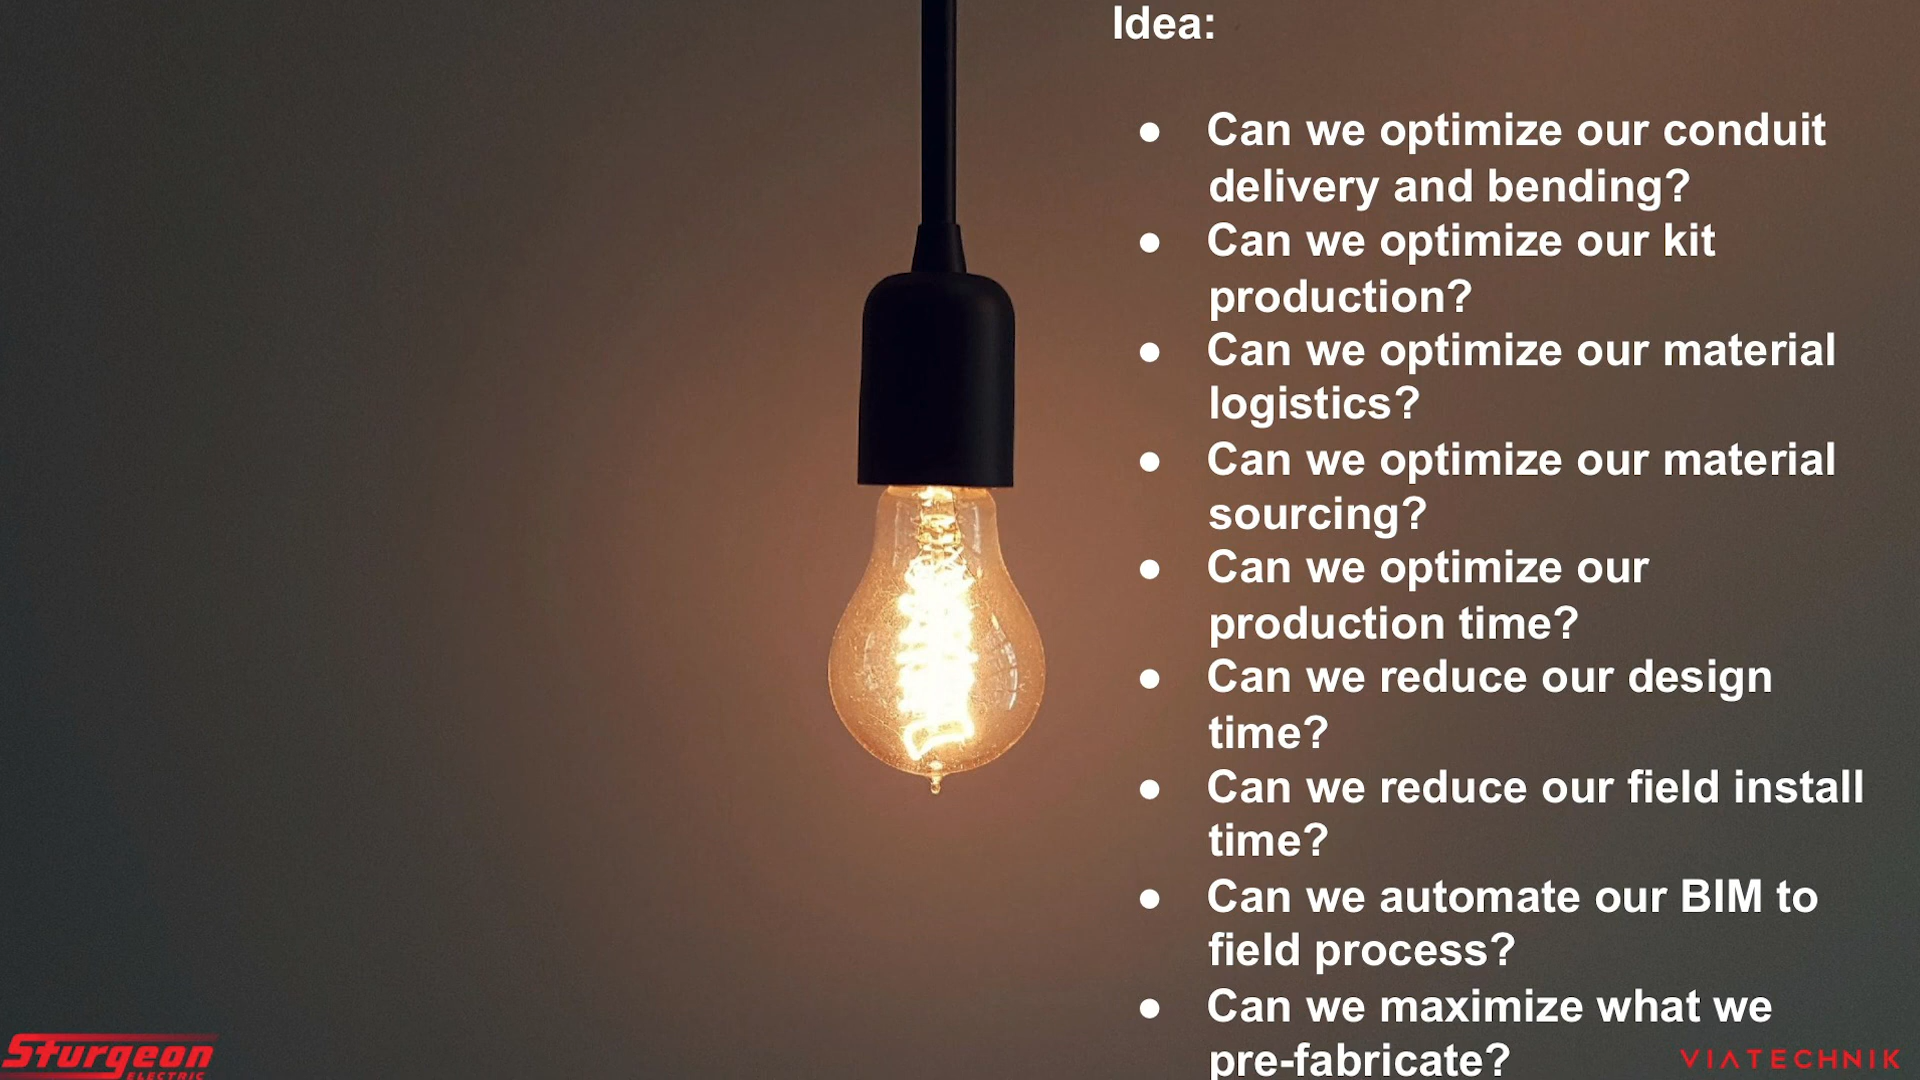 Idea:
● Can we optimize our conduit
delivery and bending?
● Can we optimize our kit
production?
● Can we optimize our material
logistics?
● Can we optimize our material
sourcing?
● Can we optimize our
production time?
● Can we reduce our design
time?
● Can we reduce our field install
time?
● Can we automate our BIM to
field process?
● Can we maximize what we
pre-fabricate?
Sturgeon
ELECTRIC
VIATECHNIK